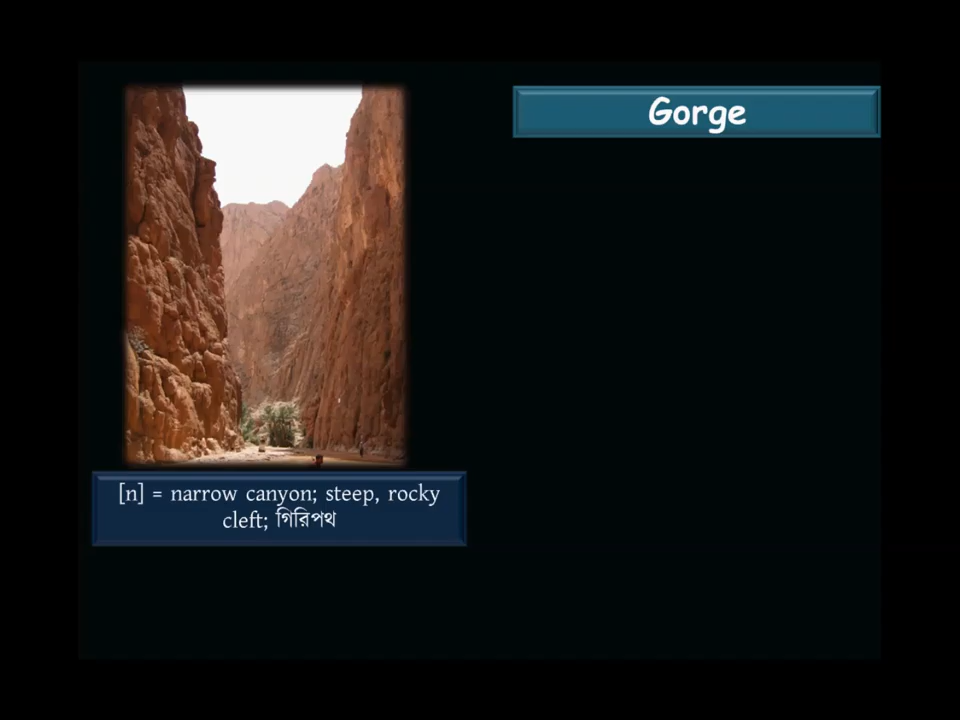 Gorge
[n] = narrow canyon; steep, rocky
cleft; গিরিপথ